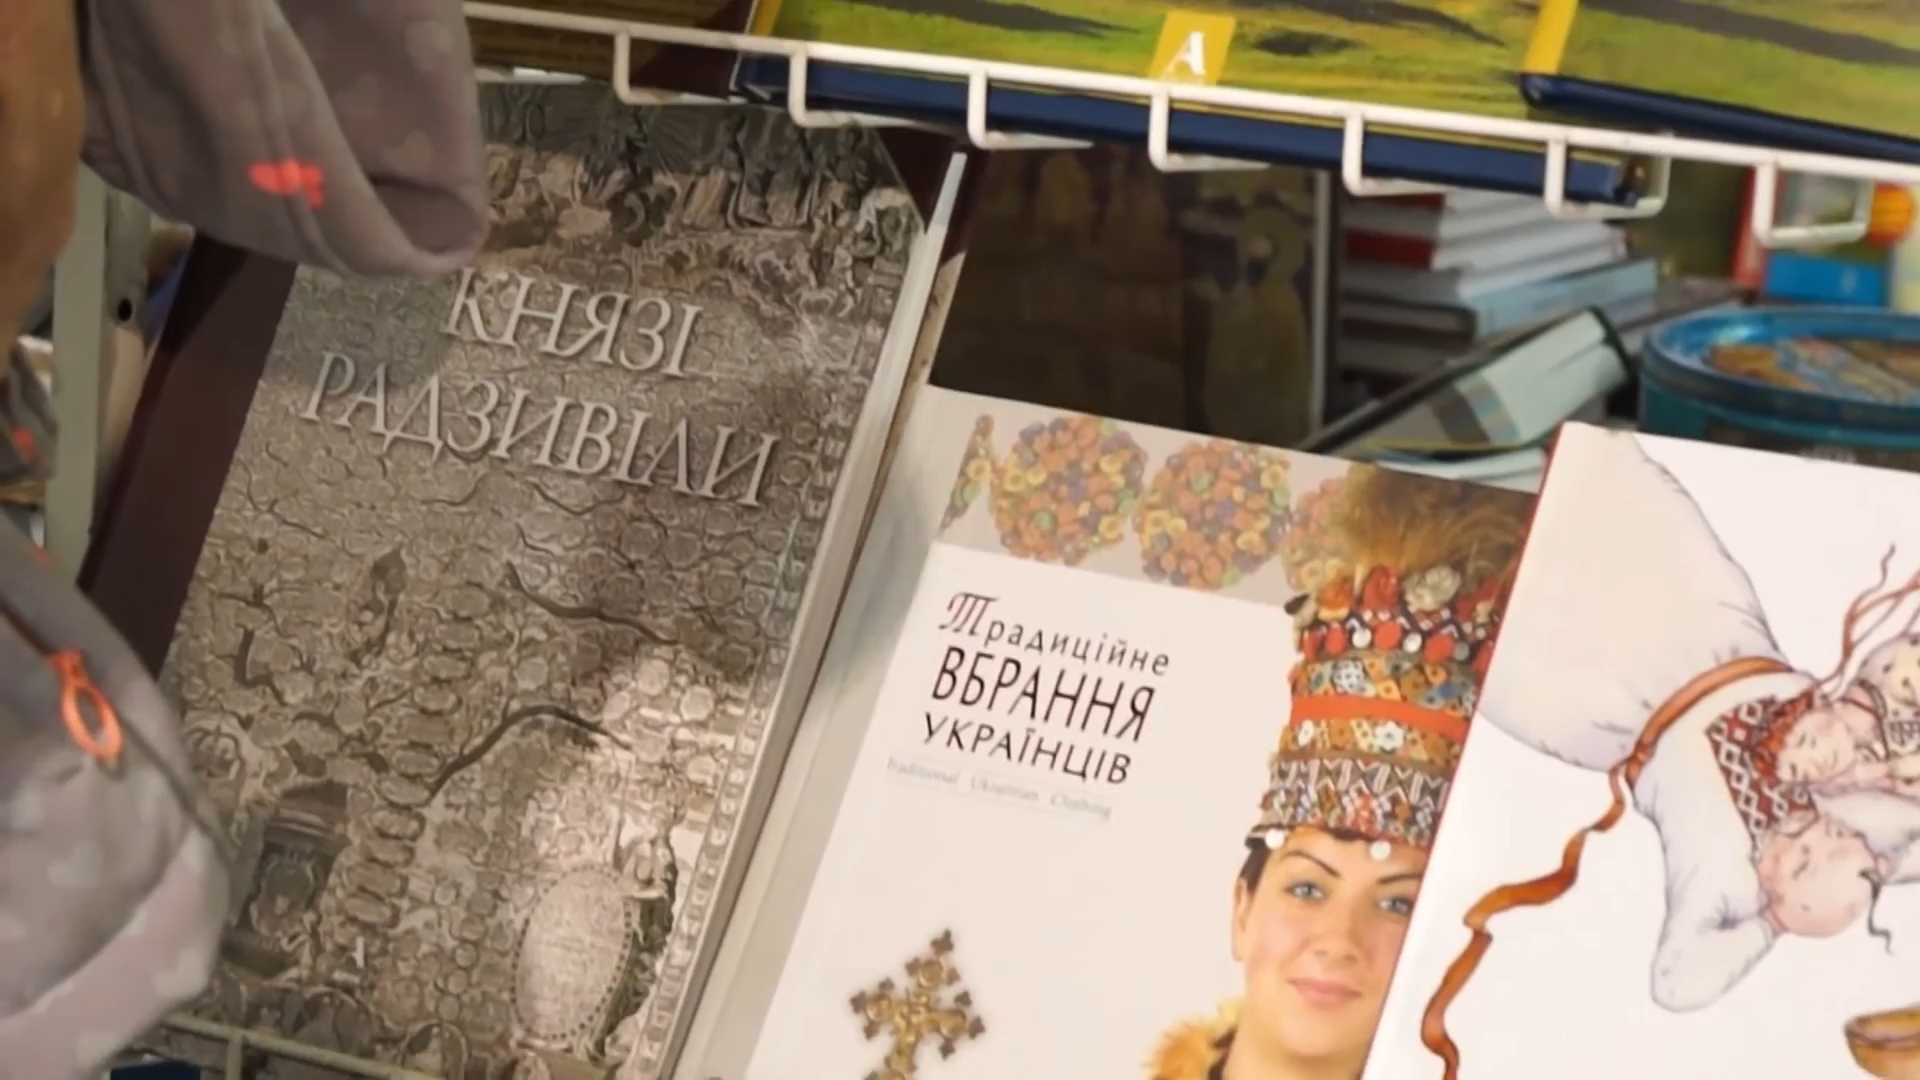 А
КНЯЗІ
РАДЗИВІЛИ
Традиційне
ВБРАННЯ
УКРАЇНЦІВ
Traditional Ukrainian Clothing